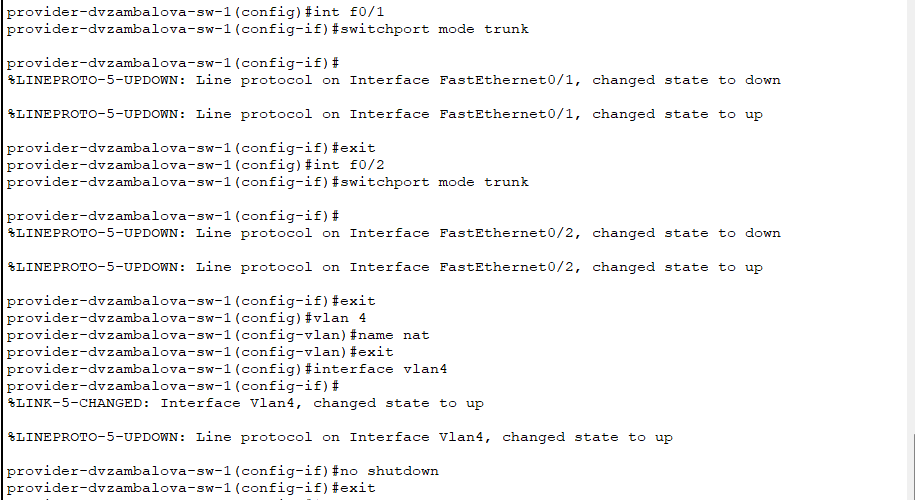 provider-dvzambalova-sw-1(config)#int f0/1
provider-dvzambalova-sw-1(config-if)#switchport mode trunk
provider-dvzambalova-sw-1(config-if)#
%LINEPROTO-5-UPDOWN: Line protocol on Interface FastEthernet0/1, changed state to down
%LINEPROTO-5-UPDOWN: Line protocol on Interface FastEthernet0/1, changed state to up
provider-dvzambalova-sw-1(config-if)#exit
provider-dvzambalova-sw-1(config)#int f0/2
provider-dvzambalova-sw-1(config-if)#switchport mode trunk
provider-dvzambalova-sw-1(config-if)#
%LINEPROTO-5-UPDOWN: Line protocol on Interface FastEthernet0/2, changed state to down
%LINEPROTO-5-UPDOWN: Line protocol on Interface FastEthernet0/2, changed state to up
provider-dvzambalova-sw-1(config-if)#exit
provider-dvzambalova-sw-1(config)#vlan 4
provider-dvzambalova-sw-1(config-vlan)#name nat
provider-dvzambalova-sw-1(config-vlan)#exit
provider-dvzambalova-sw-1(config)#interface vlan4
provider-dvzambalova-sw-1(config-if)#
%LINK-5-CHANGED: Interface Vlan4, changed state to up
%LINEPROTO-5-UPDOWN: Line protocol on Interface Vlan4, changed state to up
provider-dvzambalova-sw-1(config-if)#no shutdown
provider-dvzambalova-sw-1(config-if)#exit